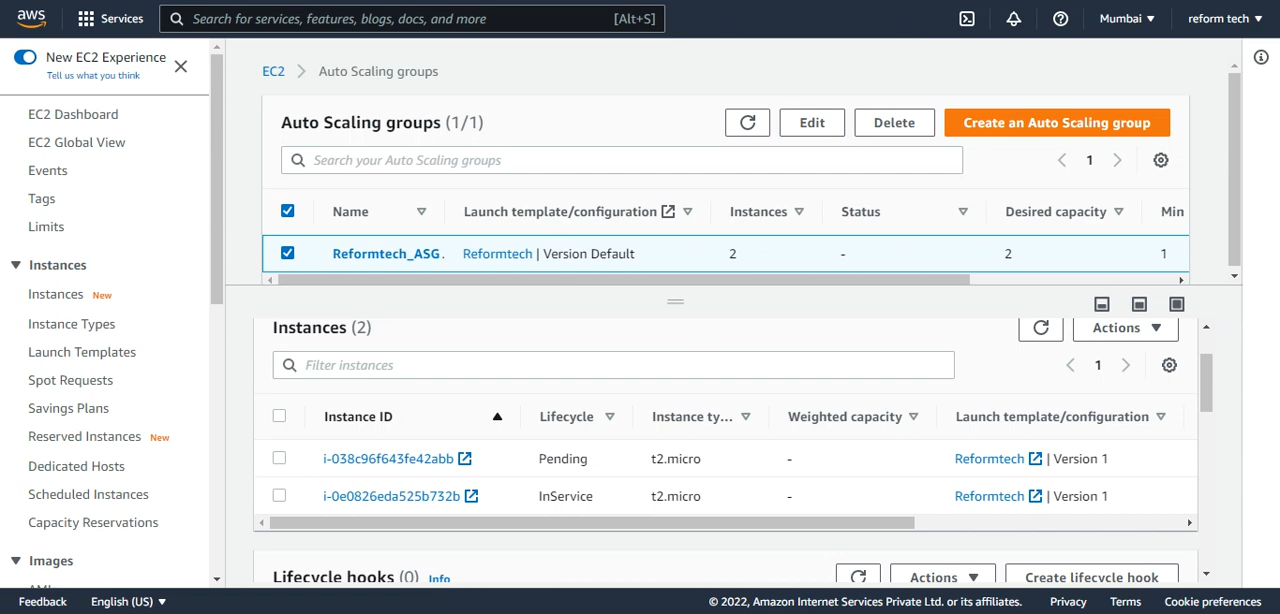 aws Services Search for services, features, blogs, docs, and more [Alt+S] Mumbai reform tech
New EC2 Experience
Tell us what you think
EC2 Dashboard
EC2 Global View
Events
Tags
Limits
Instances
Instances New
Instance Types
Launch Templates
Spot Requests
Savings Plans
Reserved Instances New
Dedicated Hosts
Scheduled Instances
Capacity Reservations
Images
EC2 Auto Scaling groups
Auto Scaling groups (1/1) Edit Delete Create an Auto Scaling group
Search your Auto Scaling groups 1
Name Launch template/configuration Instances Status Desired capacity Min
Reformtech_ASG. Reformtech | Version Default 2 - 2 1
Instances (2) Actions
Filter instances 1
Instance ID Lifecycle Instance ty... Weighted capacity Launch template/configuration
i-038c96f643fe42abb Pending t2.micro - Reformtech | Version 1
i-0e0826eda525b732b InService t2.micro - Reformtech | Version 1
Lifecycle hooks (0) Info Actions Create lifecycle hook
Feedback English (US) © 2022, Amazon Internet Services Private Ltd. or its affiliates. Privacy Terms Cookie preferences